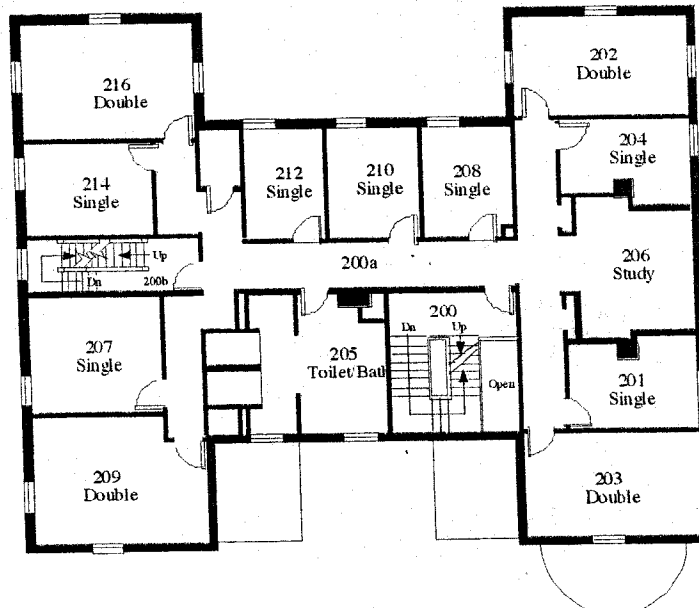 216
Double
202
Double
204
Single
212
Single
210
Single
208
Single
214
Single
Up
Dn
200b
200a
206
Study
200
Dn
Up
207
Single
205
Toilet/Bath
Open
201
Single
209
Double
203
Double